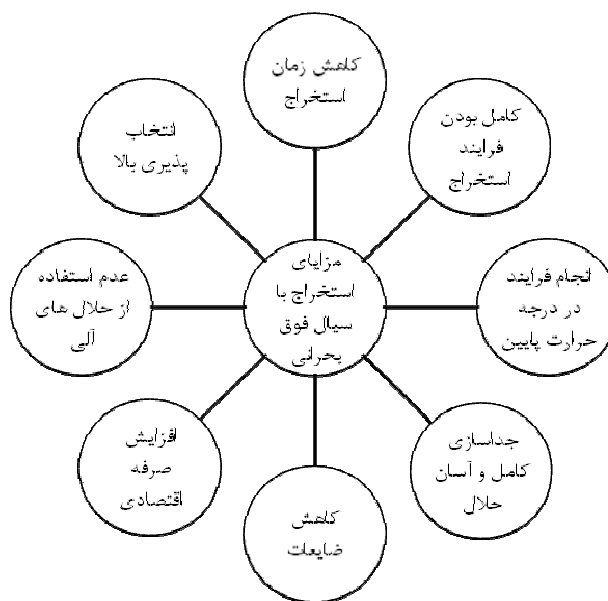 کاهش زمان
استخراج
کامل بودن
فرایند
استخراج
انجام فرایند
در درجه
حرارت پایین
جداسازی
کامل و آسان
حلال
کاهش
ضایعات
افزایش
صرفه
اقتصادی
عدم استفاده
از حلال های
آلی
انتخاب
پذیری بالا
مزایای
استخراج با
سیال فوق
بحرانی